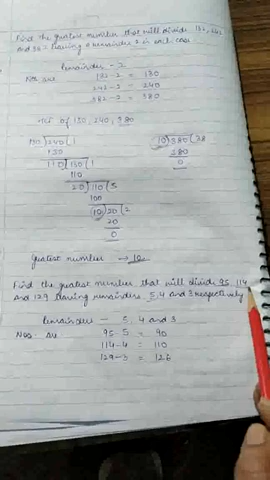 Find the greatest number that will divide 132, 242
and 382 leaving a remainder 2 in each case
Remainder - 2
Nos are 132-2 = 130
242-2 = 240
382-2 = 380
HCF of 130, 240, 380
130)240(1 10)380(38
130 380
110)130(1 0
110
20)110(5
100
10)20(2
20
0
Greatest number → 10
Find the greatest number that will divide 95, 114
and 129 leaving remainders 5, 4 and 3 respectively
Remainders - 5, 4 and 3
Nos are 95-5 = 90
114-4 = 110
129-3 = 126